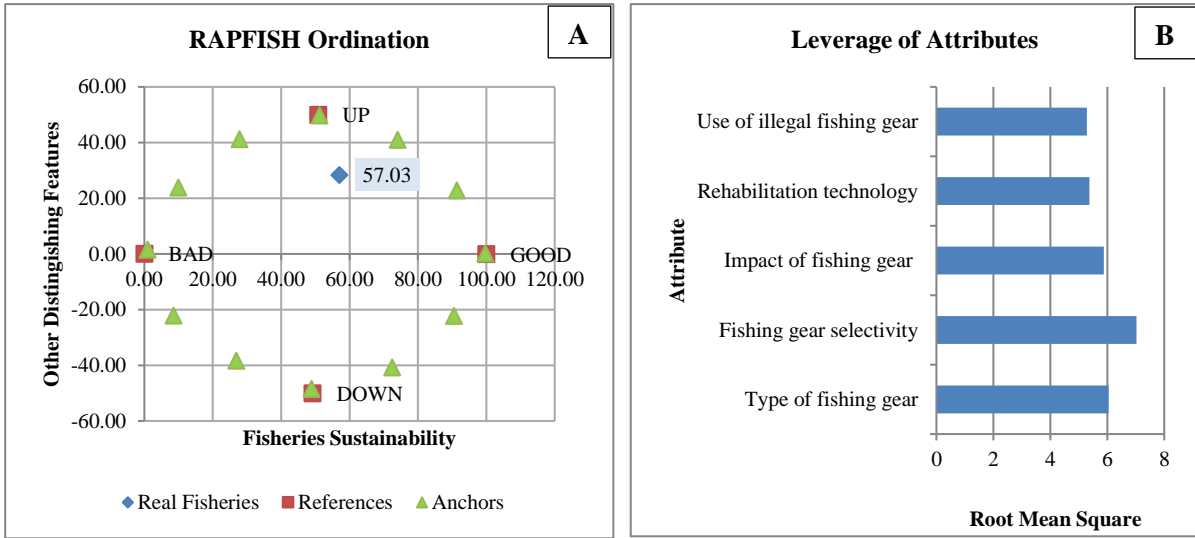 RAPFISH Ordination
A
Other Distingishing Features
60.00
40.00
20.00
0.00
-20.00
-40.00
-60.00
UP
57.03
BAD
GOOD
DOWN
0.00 20.00 40.00 60.00 80.00 100.00 120.00
Fisheries Sustainability
Real Fisheries References Anchors
Leverage of Attributes
B
Attribute
Use of illegal fishing gear
Rehabilitation technology
Impact of fishing gear
Fishing gear selectivity
Type of fishing gear
0 2 4 6 8
Root Mean Square